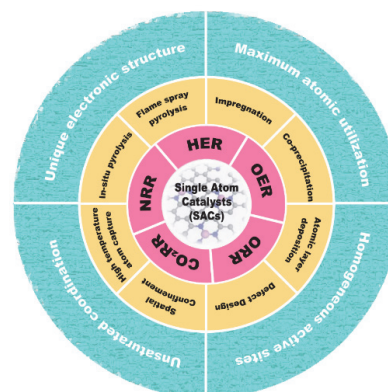 Unique electronic structure
Maximum atomic utilization
Homogeneous active sites
Unsaturated coordination
Flame spray
pyrolysis
Impregnation
Co-precipitation
Atomic layer
deposition
Defect Design
Spatial
Confinement
High temperature
atom capture
In-situ pyrolysis
HER
OER
ORR
CO₂RR
NRR
Single Atom
Catalysts
(SACs)